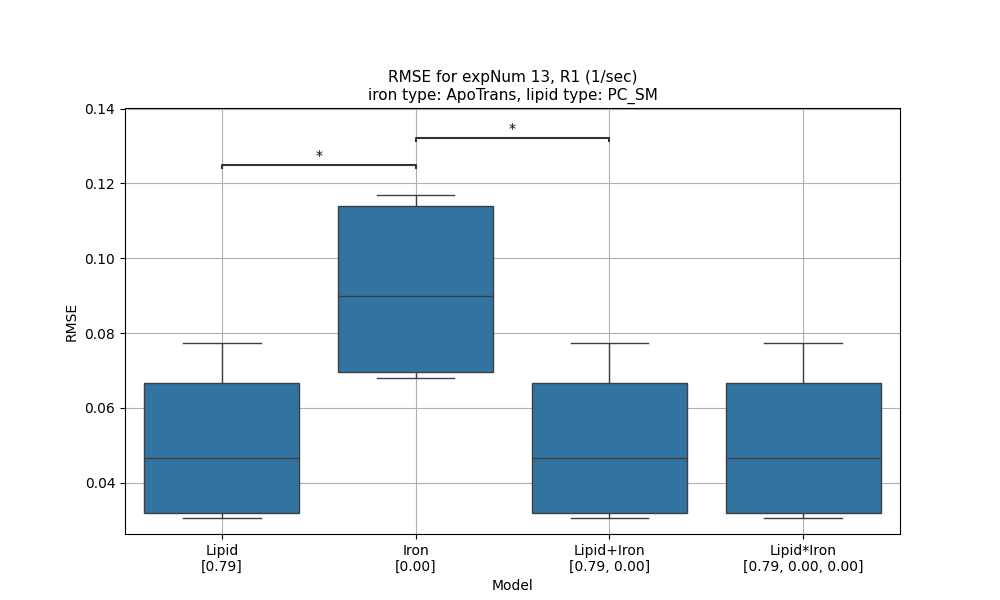 RMSE for expNum 13, R1 (1/sec)
iron type: ApoTrans, lipid type: PC_SM
0.14
0.12
0.10
0.08
0.06
0.04
RMSE
*
*
Lipid
[0.79]
Iron
[0.00]
Lipid+Iron
[0.79, 0.00]
Lipid*Iron
[0.79, 0.00, 0.00]
Model